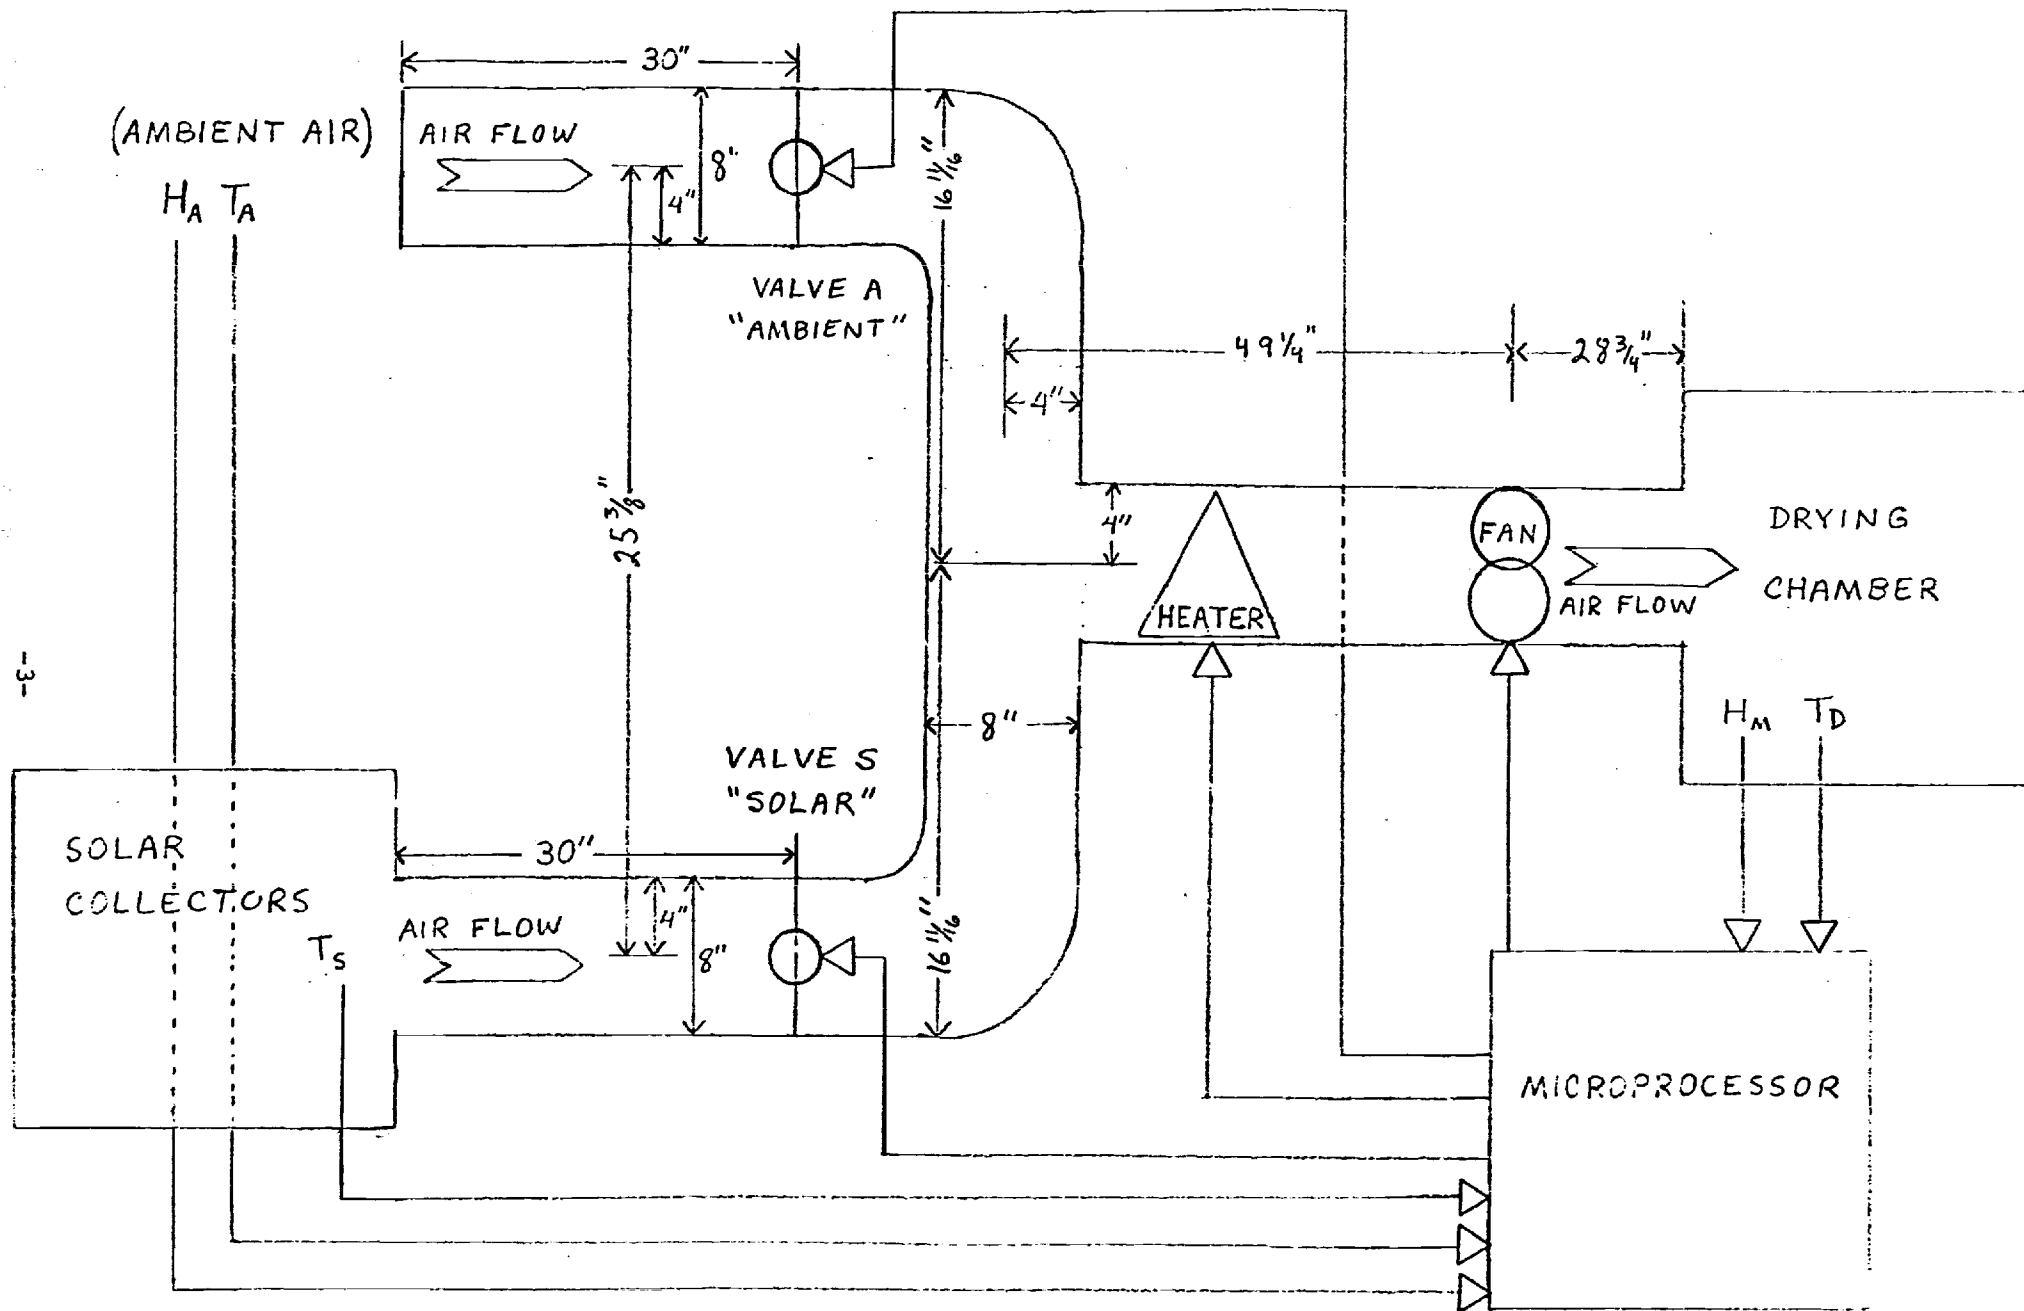 30"
(AMBIENT AIR)
AIR FLOW
8"
4"
H_A T_A
16 11/16"
VALVE A
"AMBIENT"
49 1/4"
28 3/4"
4"
25 3/8"
4"
FAN
DRYING
CHAMBER
HEATER
AIR FLOW
-3-
8"
H_M T_D
VALVE S
"SOLAR"
30"
SOLAR
COLLECTORS
4"
AIR FLOW
T_S
8"
16 11/16"
MICROPROCESSOR